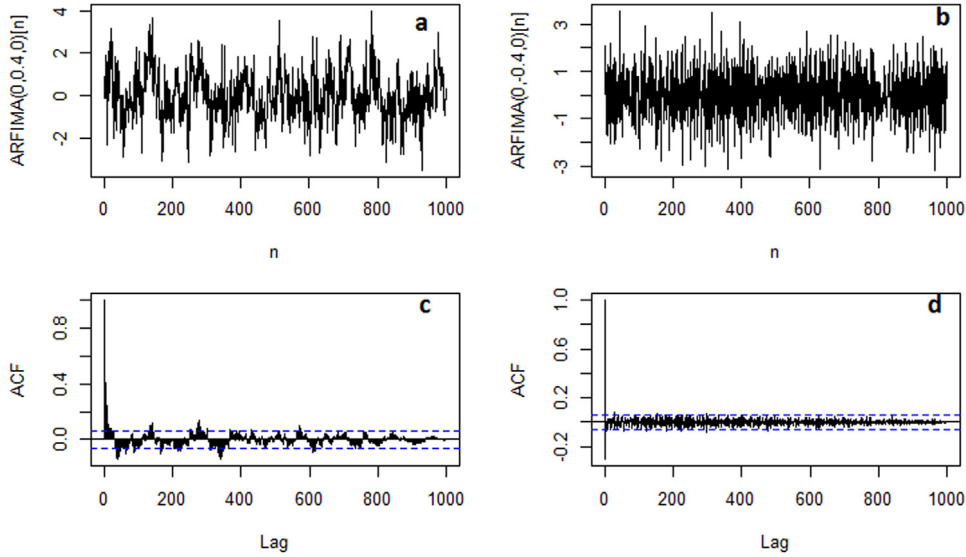 a
ARFIMA(0,0.4,0)[n]
4
2
0
-2
0 200 400 600 800 1000
n
b
ARFIMA(0,-0.4,0)[n]
3
1
-1
-3
0 200 400 600 800 1000
n
c
ACF
0.8
0.4
0.0
0 200 400 600 800 1000
Lag
d
ACF
1.0
0.6
0.2
-0.2
0 200 400 600 800 1000
Lag